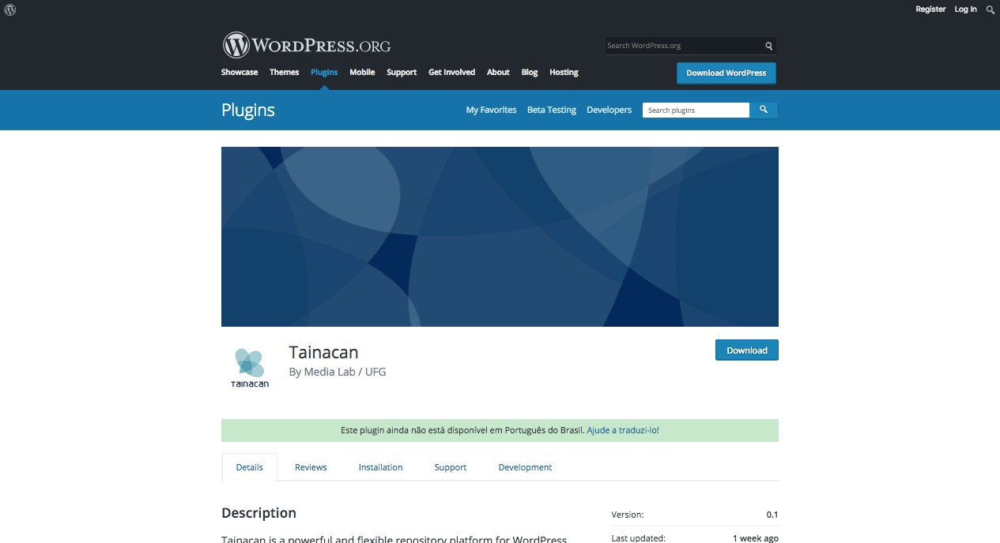 Register Log In
WORDPRESS.ORG
Search WordPress.org
Showcase Themes Plugins Mobile Support Get Involved About Blog Hosting
Download WordPress
Plugins
My Favorites Beta Testing Developers
Search plugins
Tainacan
By Media Lab / UFG
Download
TAINACAN
Este plugin ainda não está disponível em Português do Brasil. Ajude a traduzi-lo!
Details Reviews Installation Support Development
Description
Tainacan is a powerful and flexible repository platform for WordPress.
Version: 0.1
Last updated: 1 week ago